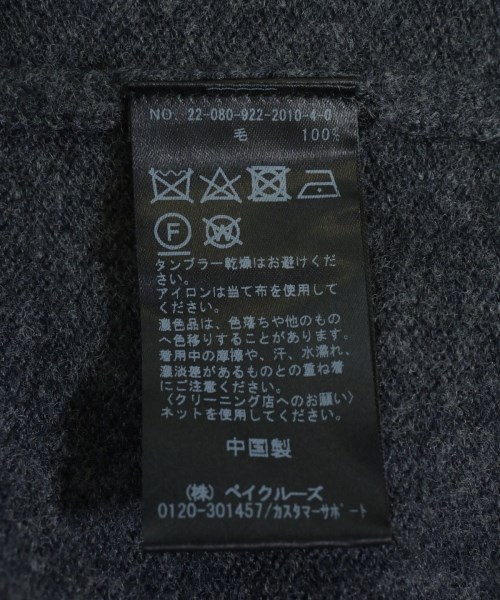 NO. 22-080-922-2010-4-0
毛 100%
F W
タンブラー乾燥はお避けくだ
さい。
アイロンは当て布を使用して
ください。
濃色品は、色落ちや他のもの
へ色移りすることがあります。
着用中の摩擦や、汗、水濡れ、
濃淡差があるものとの重ね着
にご注意ください。
〈クリーニング店へのお願い〉
ネットを使用してください。
中国製
(株) ベイクルーズ
0120-301457/カスタマーサポート